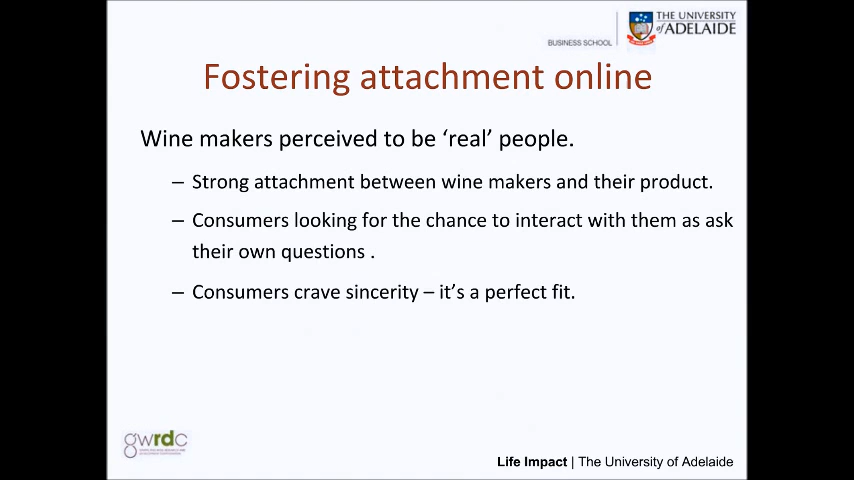 THE UNIVERSITY
of ADELAIDE
BUSINESS SCHOOL
Fostering attachment online
Wine makers perceived to be ‘real’ people.
– Strong attachment between wine makers and their product.
– Consumers looking for the chance to interact with them as ask
their own questions .
– Consumers crave sincerity – it’s a perfect fit.
gwrdc
Life Impact | The University of Adelaide